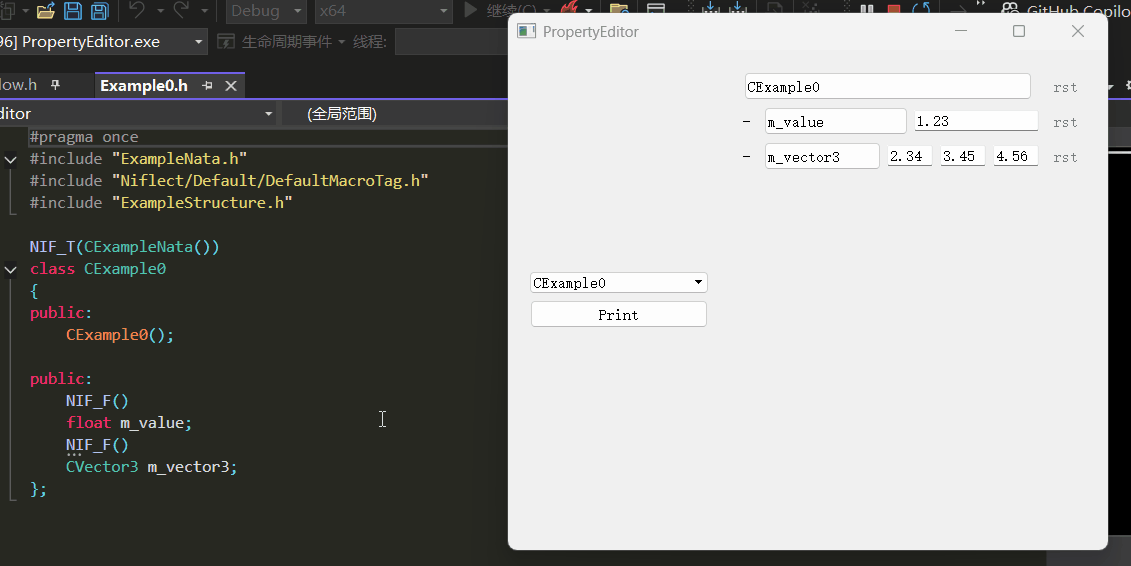 Debug
x64
继续(C)
GitHub Copilo
96] PropertyEditor.exe
生命周期事件
线程:
low.h
Example0.h
ditor
(全局范围)
#pragma once
#include "ExampleNata.h"
#include "Niflect/Default/DefaultMacroTag.h"
#include "ExampleStructure.h"
NIF_T(CExampleNata())
class CExample0
{
public:
CExample0();
public:
NIF_F()
float m_value;
NIF_F()
CVector3 m_vector3;
};
PropertyEditor
CExample0 rst
- m_value 1.23 rst
- m_vector3 2.34 3.45 4.56 rst
CExample0
Print